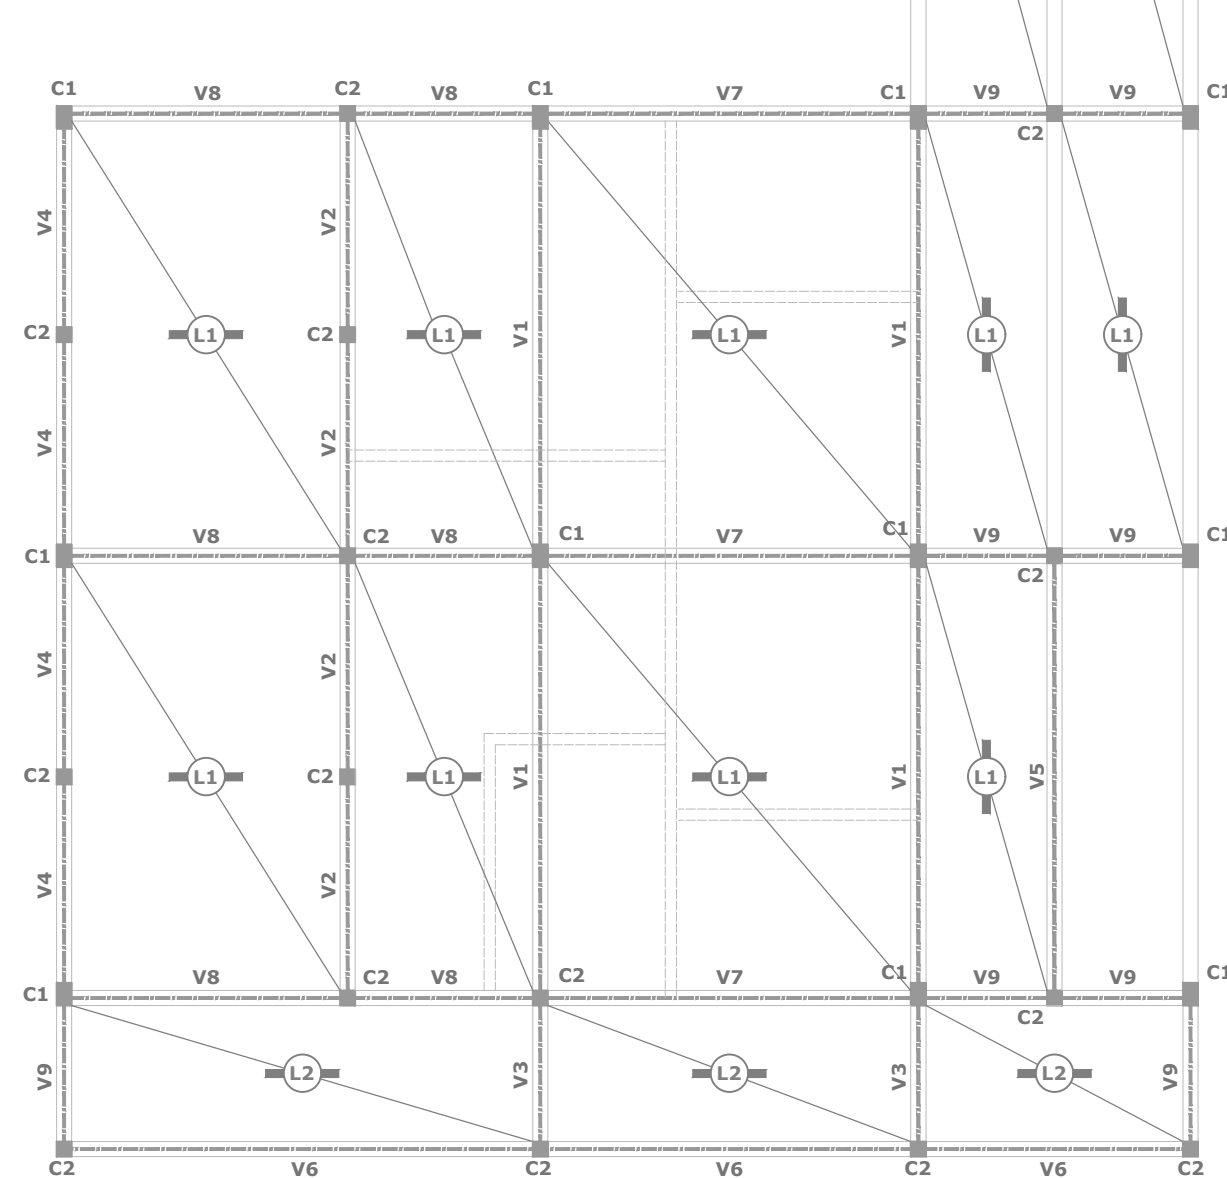 C1 V8 C2 V8 C1 V7 C1 V9 V9 C1
C2
V4 V2
C2 L1 C2 L1 V1 L1 V1 L1 L1
V4 V2
V8 C2 V8 C1 V7 C1 V9 V9 C1
C1
C2
V4 V2
C2 L1 C2 L1 V1 L1 V1 L1 V5
V4 V2
V8 C2 V8 C2 V7 C1 V9 V9 C1
C1
C2
V9 L2 V3 L2 V3 L2 V9
C2 V6 C2 V6 C2 V6 C2